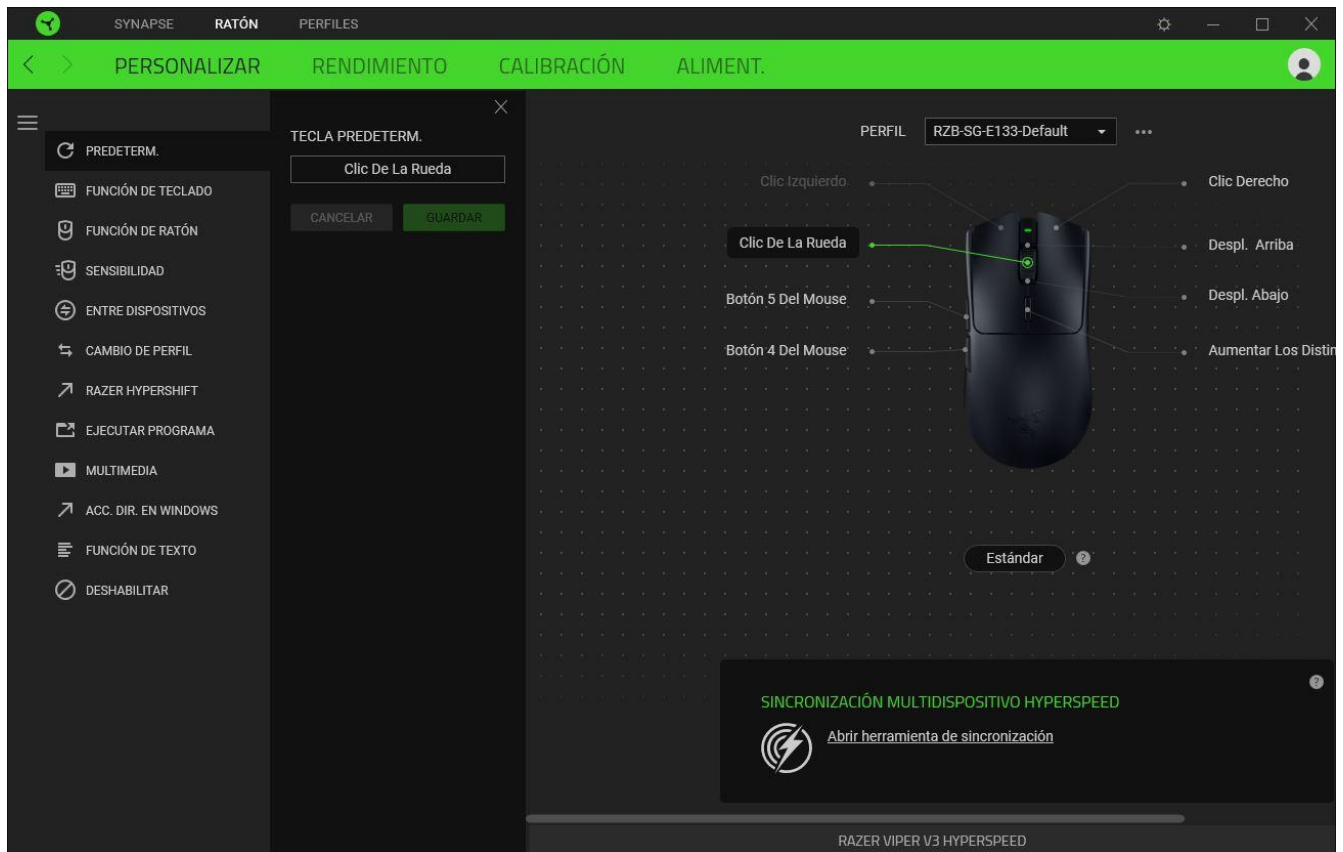 SYNAPSE RATÓN PERFILES
PERSONALIZAR RENDIMIENTO CALIBRACIÓN ALIMENT.
PREDETERM.
FUNCIÓN DE TECLADO
FUNCIÓN DE RATÓN
SENSIBILIDAD
ENTRE DISPOSITIVOS
CAMBIO DE PERFIL
RAZER HYPERSHIFT
EJECUTAR PROGRAMA
MULTIMEDIA
ACC. DIR. EN WINDOWS
FUNCIÓN DE TEXTO
DESHABILITAR
TECLA PREDETERM.
Clic De La Rueda
CANCELAR GUARDAR
PERFIL RZB-SG-E133-Default
Clic Izquierdo
Clic De La Rueda
Botón 5 Del Mouse
Botón 4 Del Mouse
Clic Derecho
Despl. Arriba
Despl. Abajo
Aumentar Los Distin
Estándar ?
?
SINCRONIZACIÓN MULTIDISPOSITIVO HYPERSPEED
Abrir herramienta de sincronización
RAZER VIPER V3 HYPERSPEED